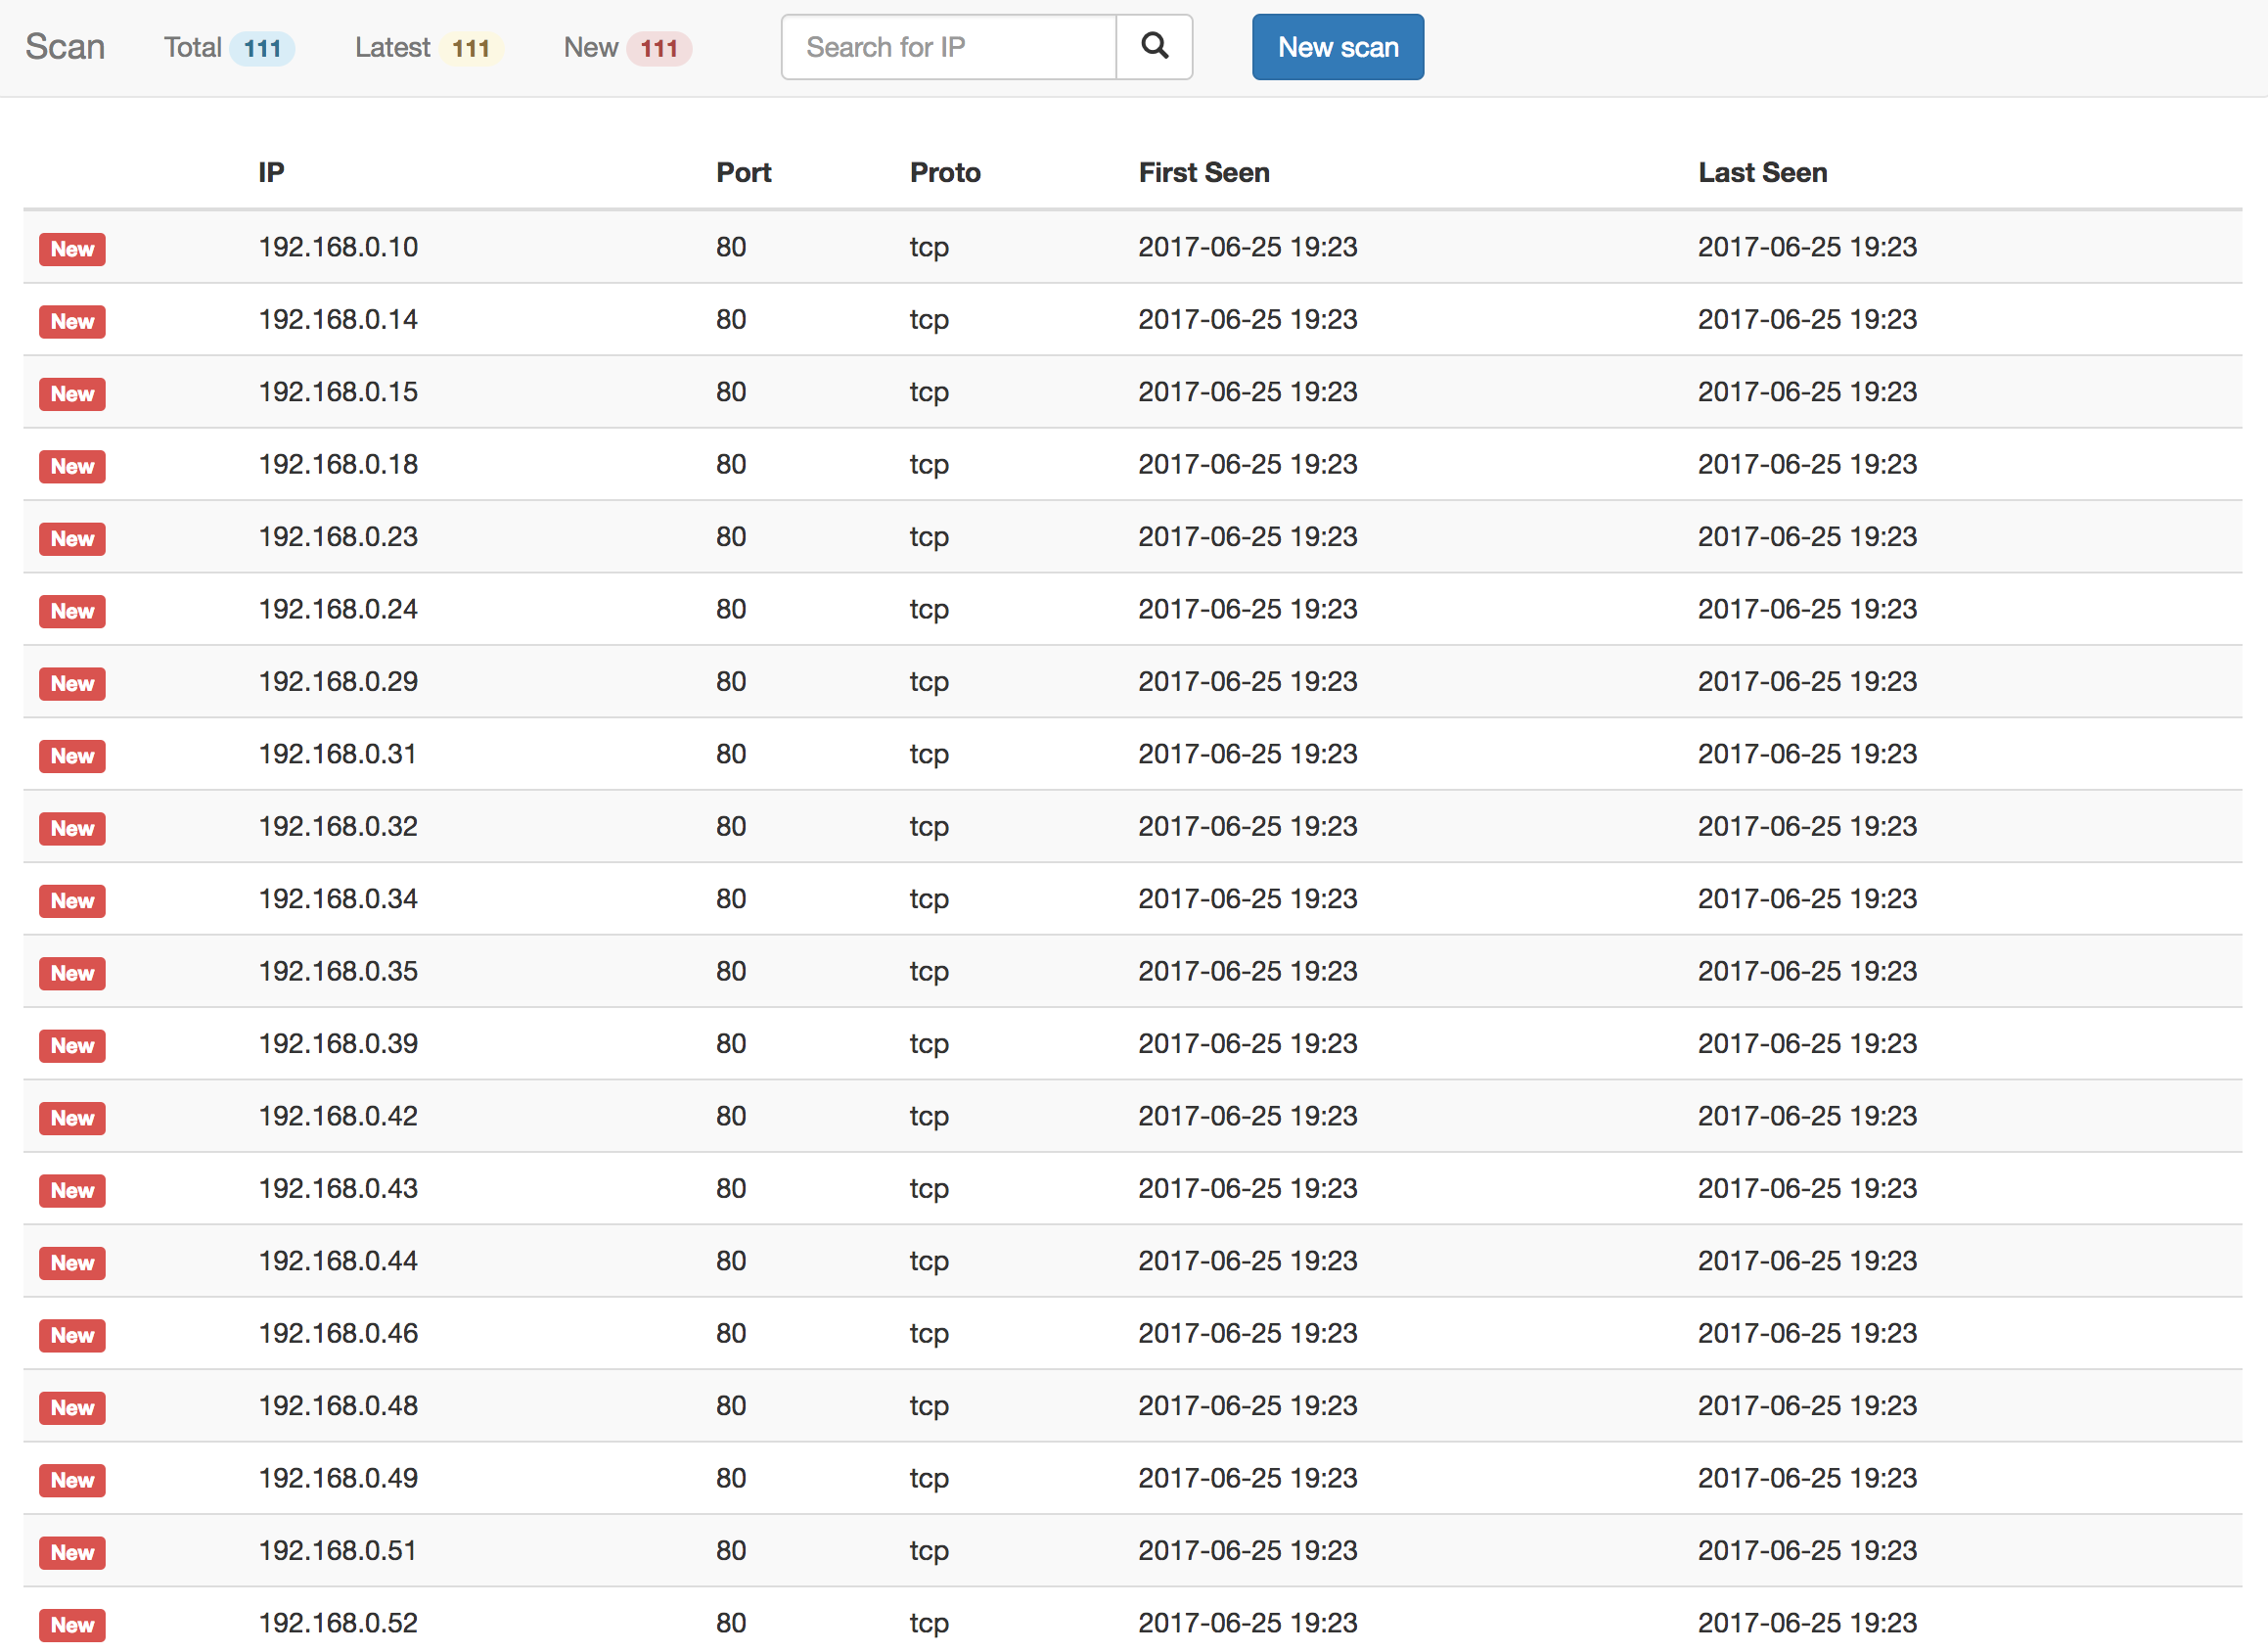 Scan Total 111 Latest 111 New 111 Search for IP New scan
IP Port Proto First Seen Last Seen
New 192.168.0.10 80 tcp 2017-06-25 19:23 2017-06-25 19:23
New 192.168.0.14 80 tcp 2017-06-25 19:23 2017-06-25 19:23
New 192.168.0.15 80 tcp 2017-06-25 19:23 2017-06-25 19:23
New 192.168.0.18 80 tcp 2017-06-25 19:23 2017-06-25 19:23
New 192.168.0.23 80 tcp 2017-06-25 19:23 2017-06-25 19:23
New 192.168.0.24 80 tcp 2017-06-25 19:23 2017-06-25 19:23
New 192.168.0.29 80 tcp 2017-06-25 19:23 2017-06-25 19:23
New 192.168.0.31 80 tcp 2017-06-25 19:23 2017-06-25 19:23
New 192.168.0.32 80 tcp 2017-06-25 19:23 2017-06-25 19:23
New 192.168.0.34 80 tcp 2017-06-25 19:23 2017-06-25 19:23
New 192.168.0.35 80 tcp 2017-06-25 19:23 2017-06-25 19:23
New 192.168.0.39 80 tcp 2017-06-25 19:23 2017-06-25 19:23
New 192.168.0.42 80 tcp 2017-06-25 19:23 2017-06-25 19:23
New 192.168.0.43 80 tcp 2017-06-25 19:23 2017-06-25 19:23
New 192.168.0.44 80 tcp 2017-06-25 19:23 2017-06-25 19:23
New 192.168.0.46 80 tcp 2017-06-25 19:23 2017-06-25 19:23
New 192.168.0.48 80 tcp 2017-06-25 19:23 2017-06-25 19:23
New 192.168.0.49 80 tcp 2017-06-25 19:23 2017-06-25 19:23
New 192.168.0.51 80 tcp 2017-06-25 19:23 2017-06-25 19:23
New 192.168.0.52 80 tcp 2017-06-25 19:23 2017-06-25 19:23